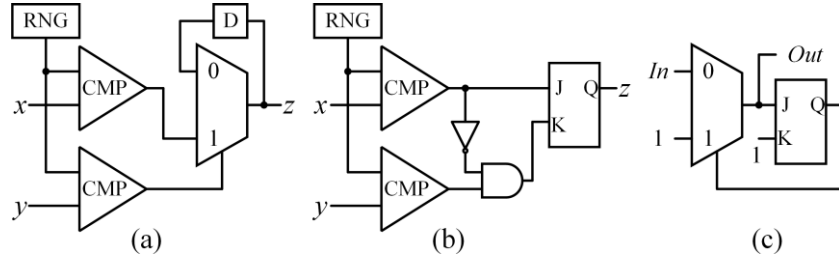 RNG
D
CMP
0
1
x
z
CMP
y
(a)
RNG
CMP
J
Q
z
K
x
CMP
y
(b)
In
0
Out
J
Q
1
1
K
1
(c)